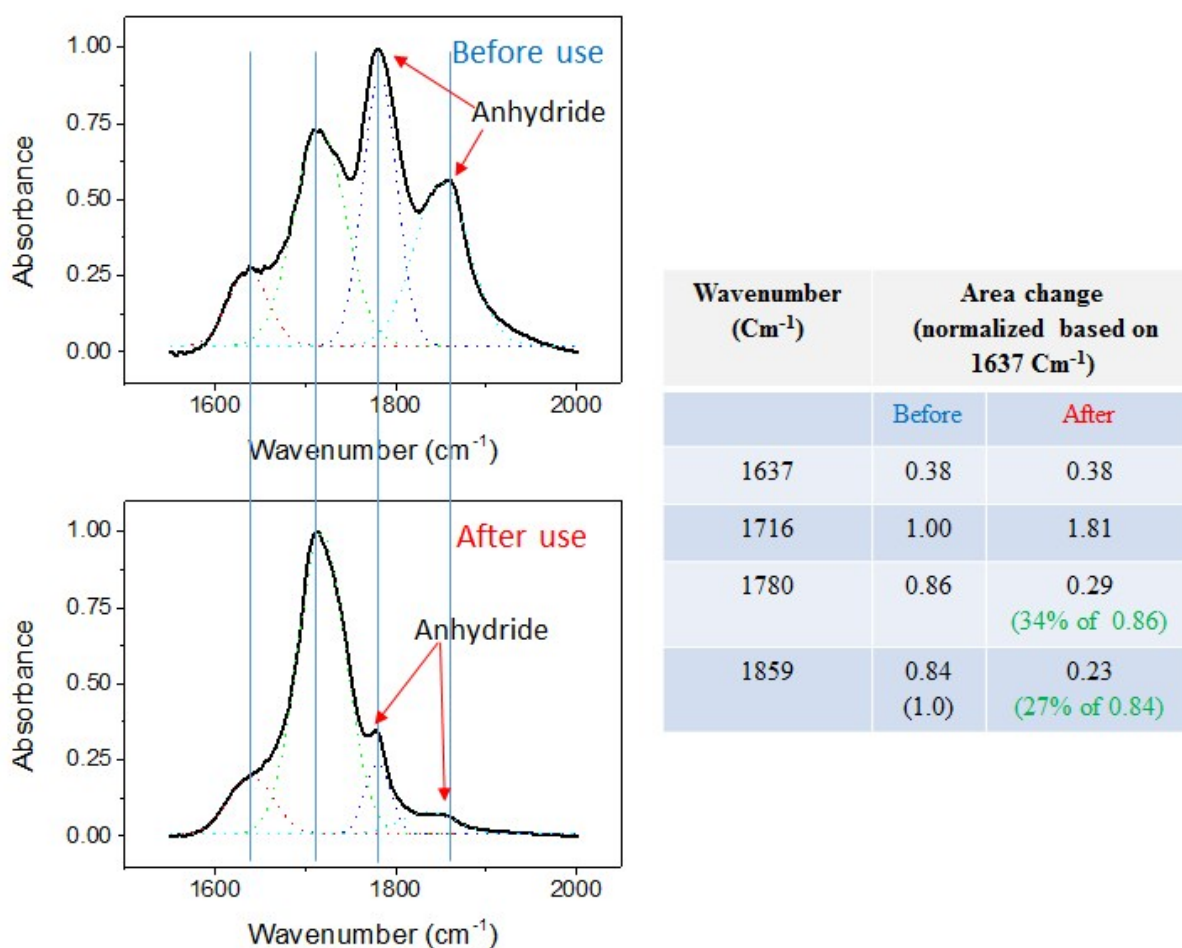 1.00
0.75
0.50
0.25
0.00
Absorbance
Before use
Anhydride
1600
1800
2000
Wavenumber (cm-1)
1.00
0.75
0.50
0.25
0.00
Absorbance
After use
Anhydride
1600
1800
2000
Wavenumber (cm-1)
Wavenumber
(Cm-1)
Area change
(normalized based on
1637 Cm-1)
Before After
1637 0.38 0.38
1716 1.00 1.81
1780 0.86 0.29
(34% of 0.86)
1859 0.84 0.23
(1.0) (27% of 0.84)